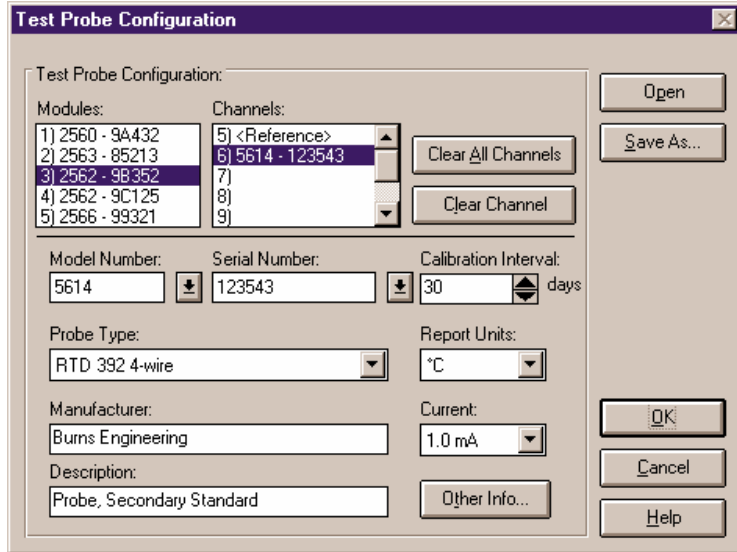 Test Probe Configuration
Test Probe Configuration:
Open
Save As...
Modules:
1) 2560 - 9A432
2) 2563 - 85213
3) 2562 - 9B352
4) 2562 - 9C125
5) 2566 - 99321
Channels:
5) <Reference>
6) 5614 - 123543
7)
8)
9)
Clear All Channels
Clear Channel
Model Number:
5614
Serial Number:
123543
Calibration Interval:
30 days
Probe Type:
RTD 392 4-wire
Report Units:
°C
Manufacturer:
Burns Engineering
Current:
1.0 mA
Description:
Probe, Secondary Standard
Other Info...
OK
Cancel
Help